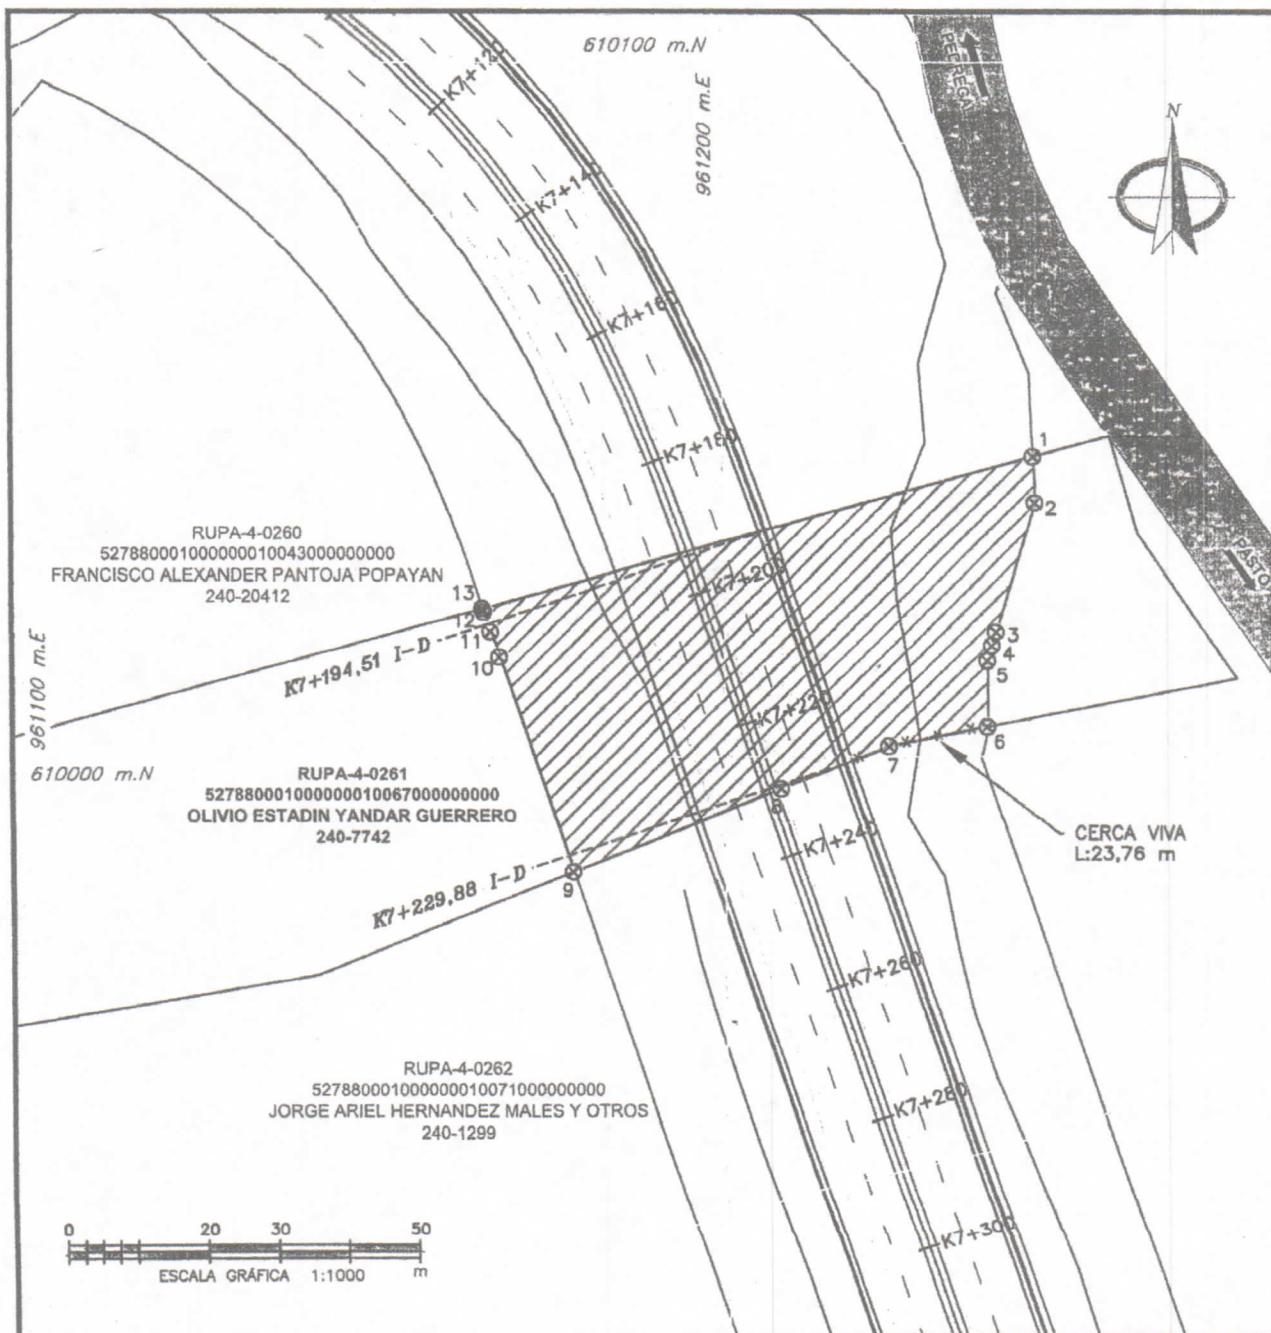 610100 m.N
961200 m.E
PEDREGAL
N
K7+120
K7+140
K7+160
K7+180
1
2
RUPA-4-0260
527880001000000010043000000000
FRANCISCO ALEXANDER PANTOJA POPAYAN
240-20412
PASTO
K7+200
13
12
11
10
3
4
5
K7+194,51 I-D
961100 m.E
610000 m.N
K7+220
6
7
RUPA-4-0261
527880001000000010067000000000
OLIVIO ESTADIN YANDAR GUERRERO
240-7742
8
K7+240
CERCA VIVA
L:23,76 m
9
K7+229,88 I-D
K7+260
RUPA-4-0262
527880001000000010071000000000
JORGE ARIEL HERNANDEZ MALES Y OTROS
240-1299
K7+280
K7+300
0 20 30 50
ESCALA GRÁFICA 1:1000 m